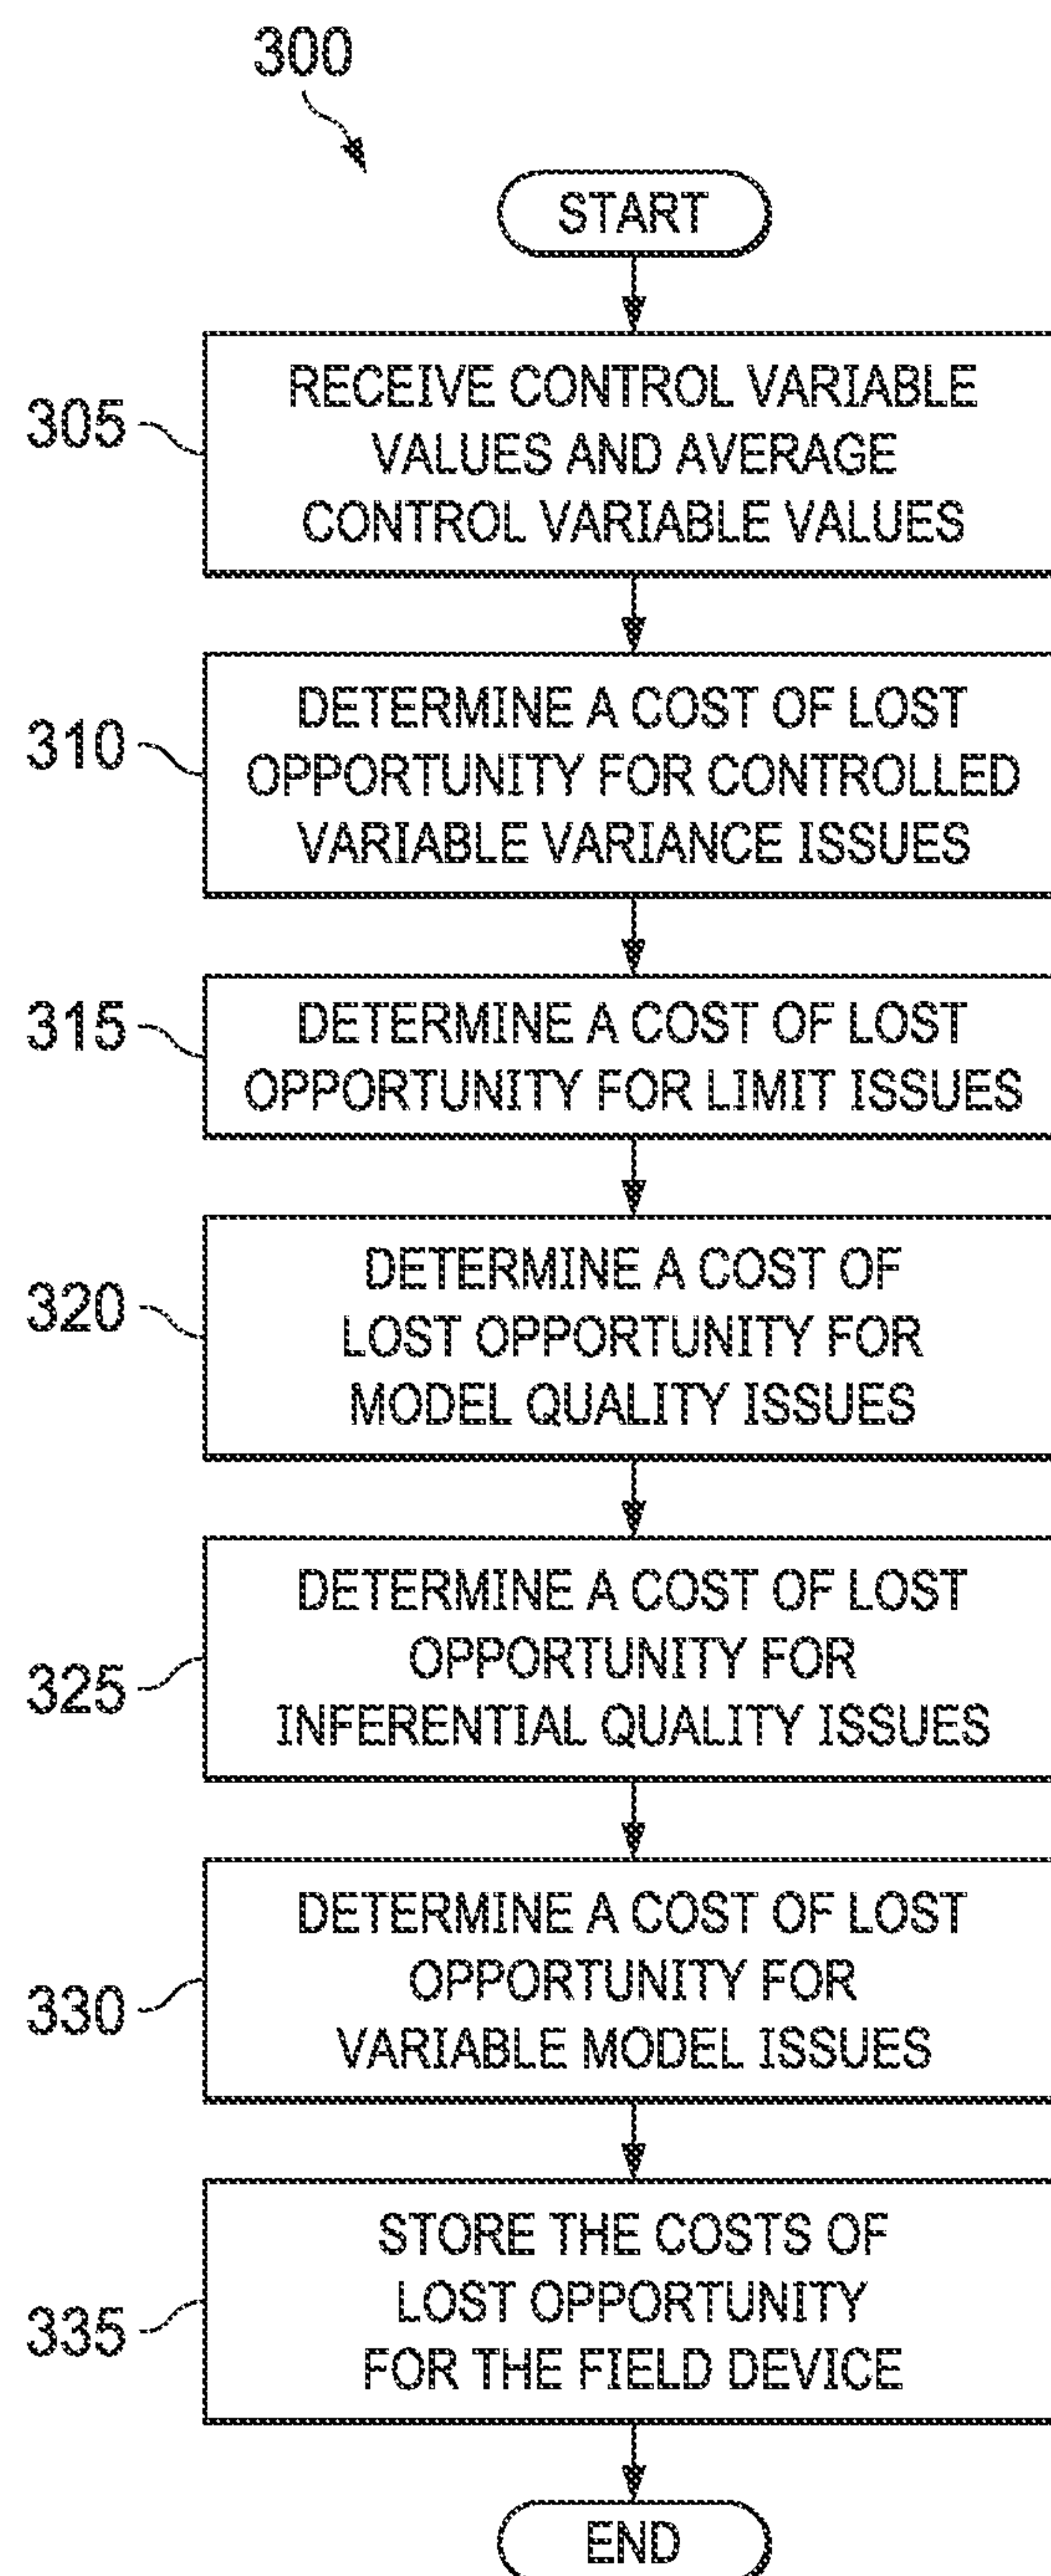 300
START
305
RECEIVE CONTROL VARIABLE
VALUES AND AVERAGE
CONTROL VARIABLE VALUES
310
DETERMINE A COST OF LOST
OPPORTUNITY FOR CONTROLLED
VARIABLE VARIANCE ISSUES
315
DETERMINE A COST OF LOST
OPPORTUNITY FOR LIMIT ISSUES
320
DETERMINE A COST OF
LOST OPPORTUNITY FOR
MODEL QUALITY ISSUES
325
DETERMINE A COST OF LOST
OPPORTUNITY FOR
INFERENTIAL QUALITY ISSUES
330
DETERMINE A COST OF LOST
OPPORTUNITY FOR
VARIABLE MODEL ISSUES
335
STORE THE COSTS OF
LOST OPPORTUNITY
FOR THE FIELD DEVICE
END